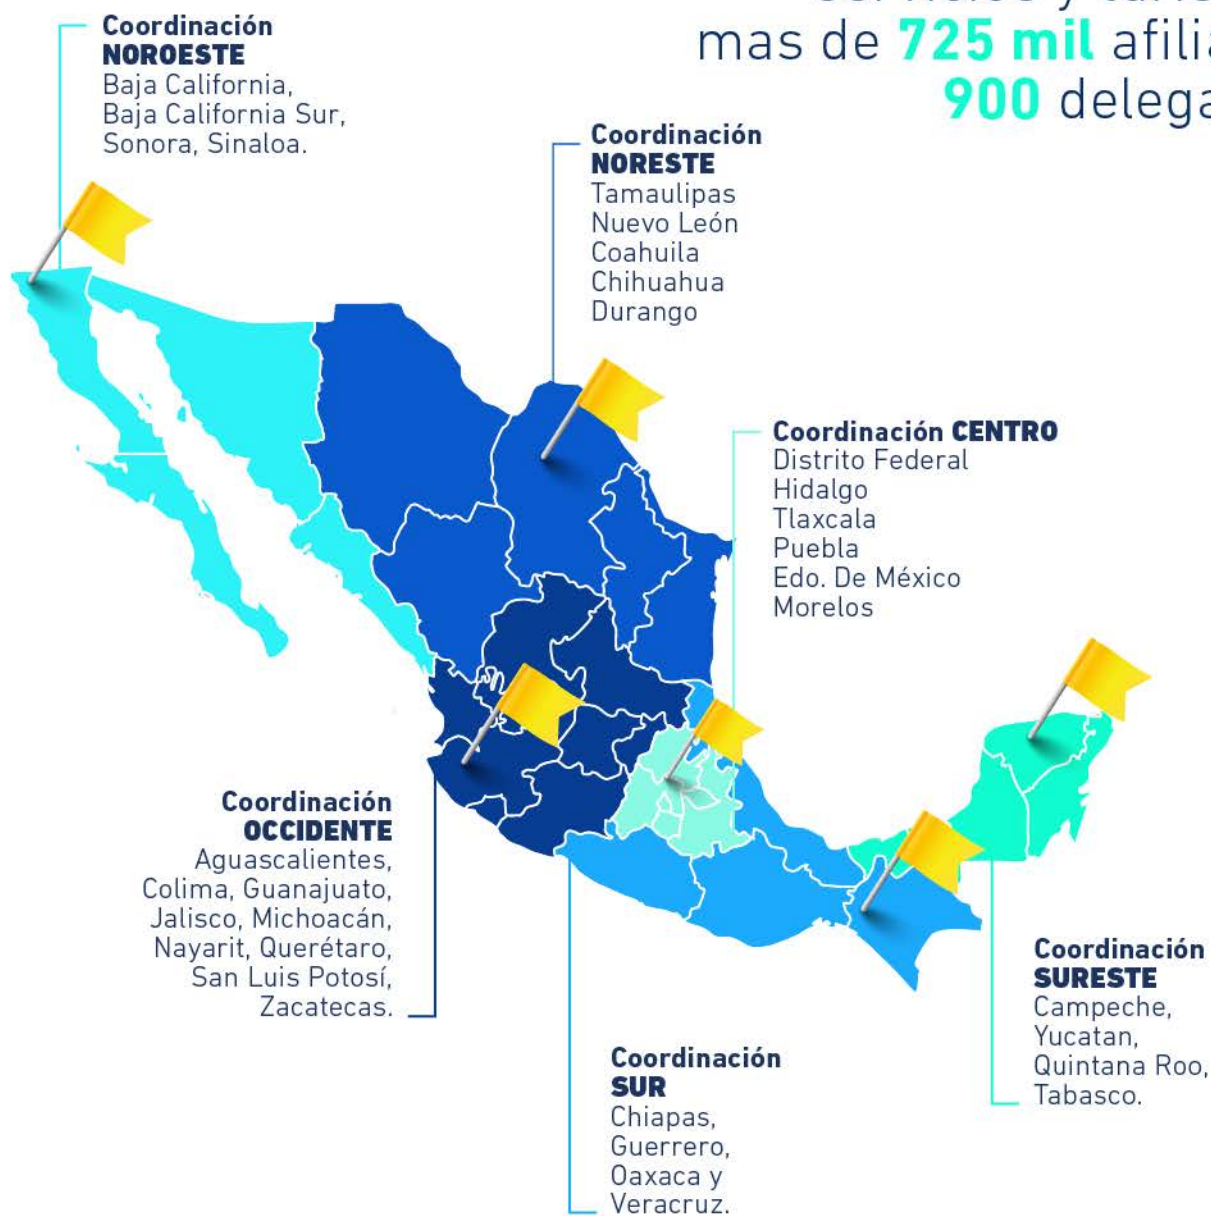 mas de 725 mil
900
Coordinación
NOROESTE
Baja California,
Baja California Sur,
Sonora, Sinaloa.
Coordinación
NORESTE
Tamaulipas
Nuevo León
Coahuila
Chihuahua
Durango
Coordinación CENTRO
Distrito Federal
Hidalgo
Tlaxcala
Puebla
Edo. De México
Morelos
Coordinación
OCCIDENTE
Aguascalientes,
Colima, Guanajuato,
Jalisco, Michoacán,
Nayarit, Querétaro,
San Luis Potosí,
Zacatecas.
Coordinación
SUR
Chiapas,
Guerrero,
Oaxaca y
Veracruz.
Coordinación
SURESTE
Campeche,
Yucatan,
Quintana Roo,
Tabasco.